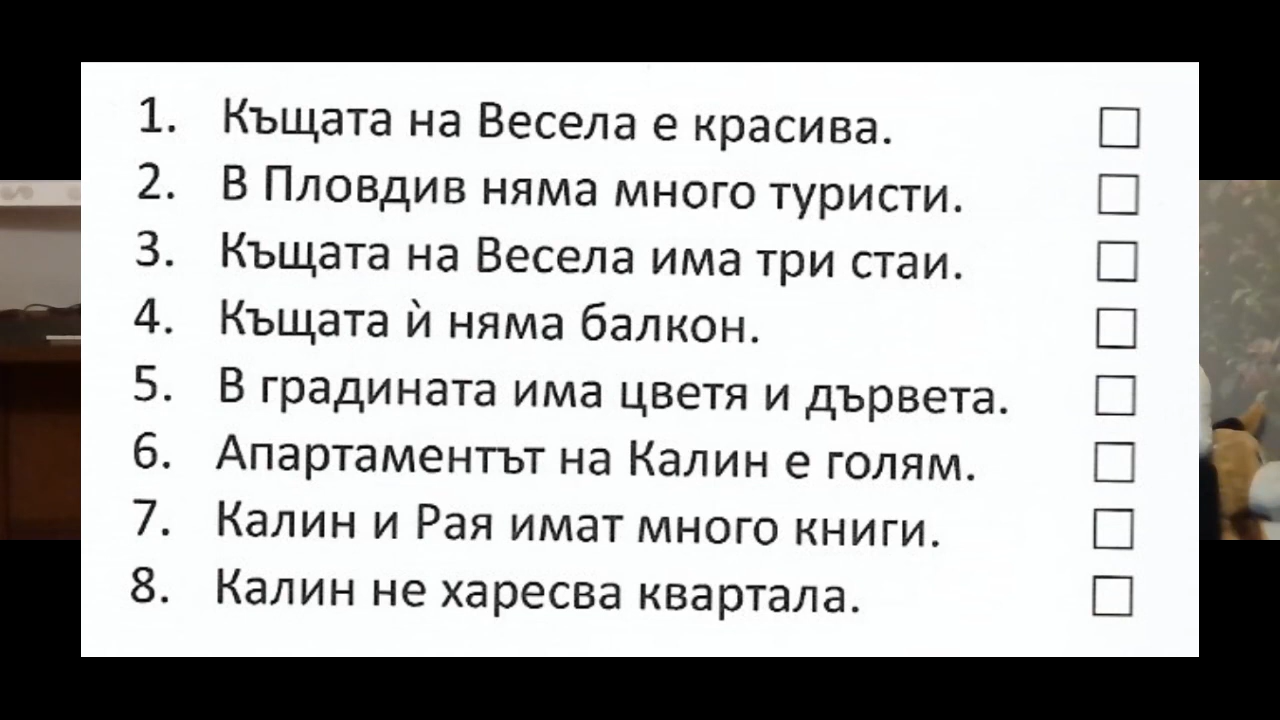 1. Къщата на Весела е красива.
2. В Пловдив няма много туристи.
3. Къщата на Весела има три стаи.
4. Къщата ѝ няма балкон.
5. В градината има цветя и дървета.
6. Апартаментът на Калин е голям.
7. Калин и Рая имат много книги.
8. Калин не харесва квартала.